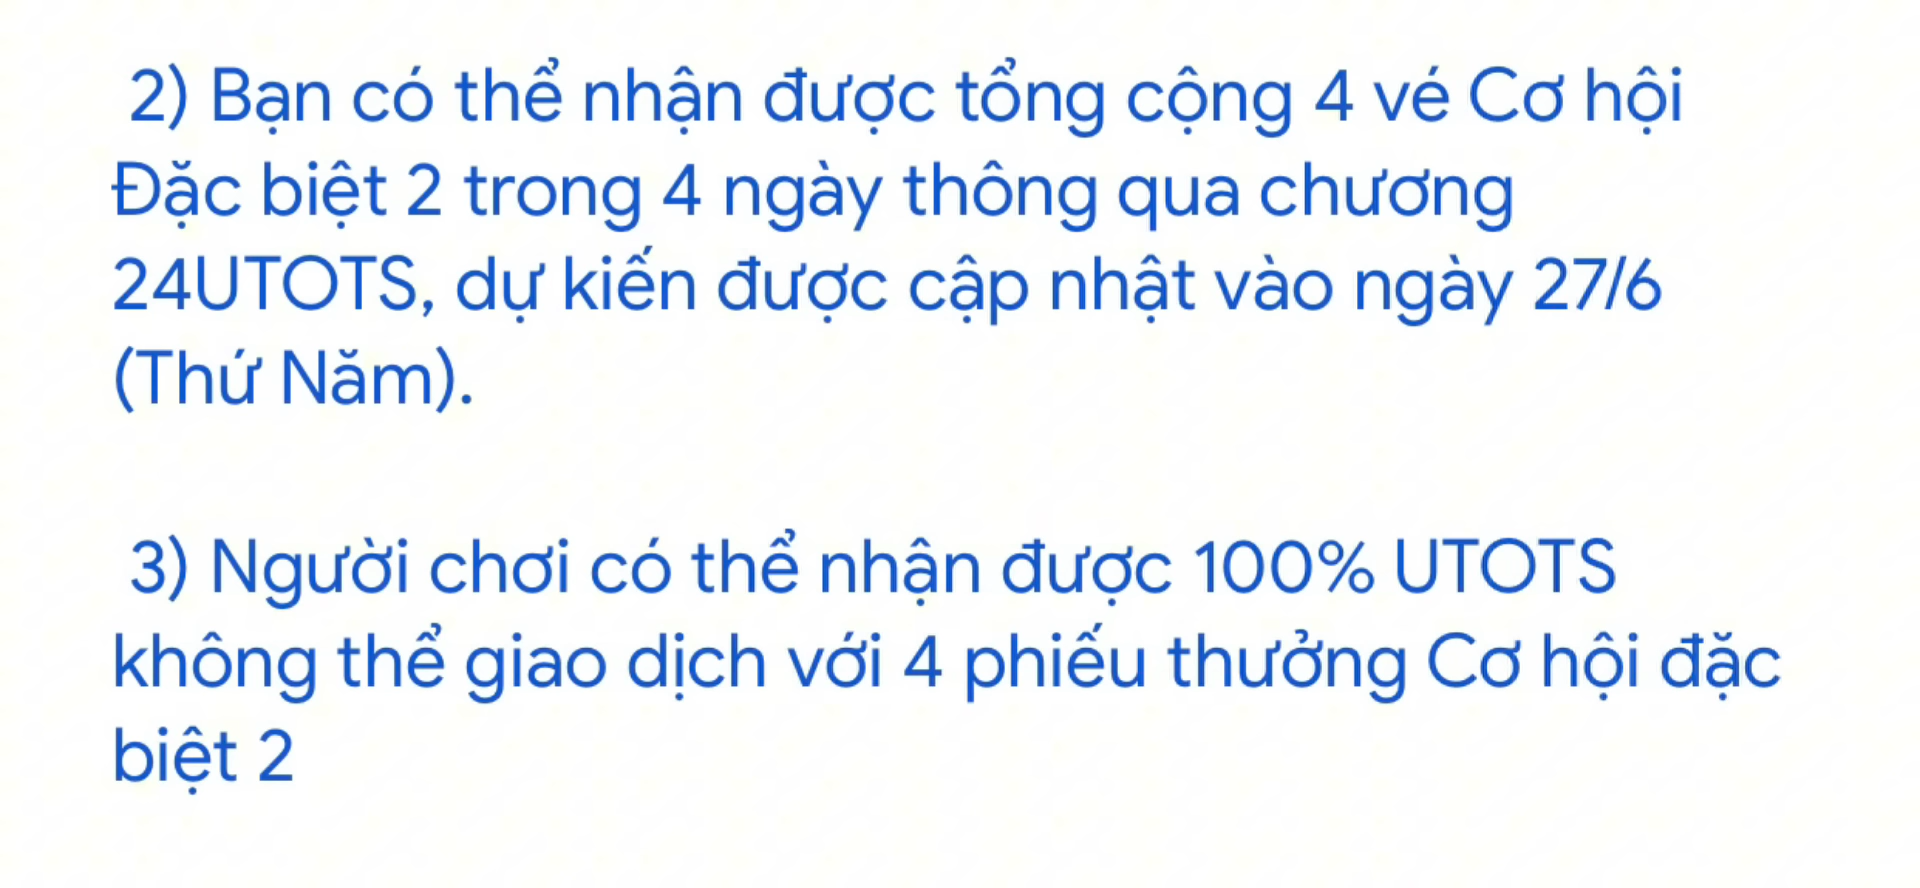 2) Bạn có thể nhận được tổng cộng 4 vé Cơ hội
Đặc biệt 2 trong 4 ngày thông qua chương
24UTOTS, dự kiến được cập nhật vào ngày 27/6
(Thứ Năm).
3) Người chơi có thể nhận được 100% UTOTS
không thể giao dịch với 4 phiếu thưởng Cơ hội đặc
biệt 2